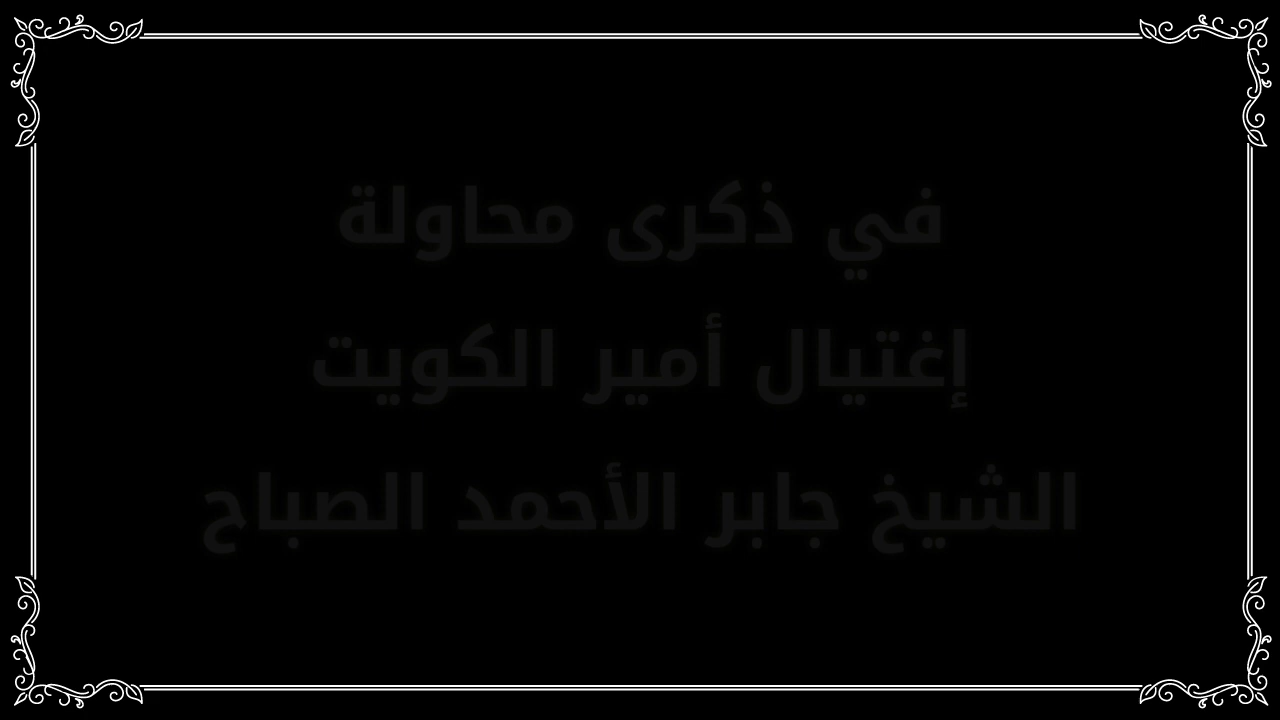 في ذكرى محاولة
إغتيال أمير الكويت
الشيخ جابر الأحمد الصباح